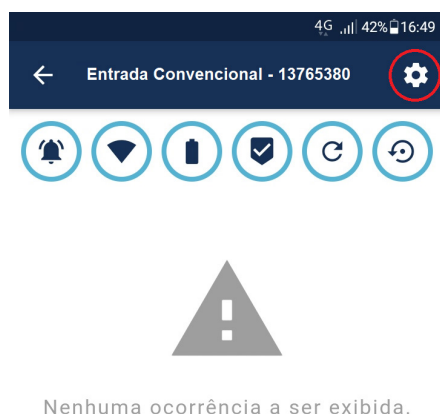 4G 42% 16:49
Entrada Convencional - 13765380
Nenhuma ocorrência a ser exibida.